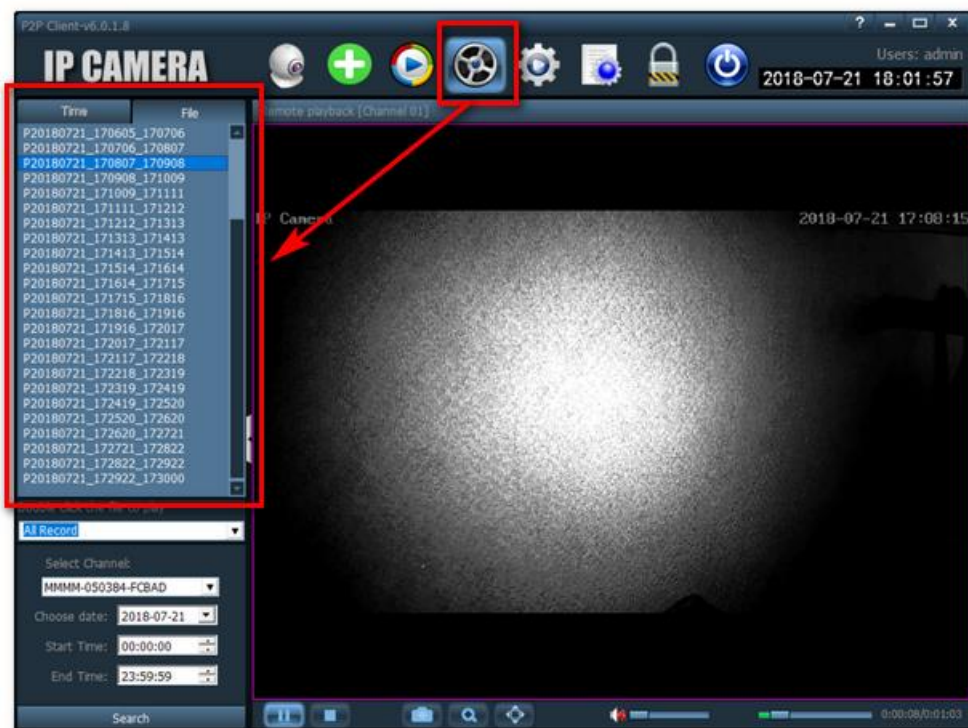 P2P Client-v6.0.1.8
IP CAMERA
Users: admin
2018-07-21 18:01:57
Time File
Remote playback [Channel 01]
P20180721_170605_170706
P20180721_170706_170807
P20180721_170807_170908
P20180721_170908_171009
P20180721_171009_171111
P20180721_171111_171212
P20180721_171212_171313
P20180721_171313_171413
P20180721_171413_171514
P20180721_171514_171614
P20180721_171614_171715
P20180721_171715_171816
P20180721_171816_171916
P20180721_171916_172017
P20180721_172017_172117
P20180721_172117_172218
P20180721_172218_172319
P20180721_172319_172419
P20180721_172419_172520
P20180721_172520_172620
P20180721_172620_172721
P20180721_172721_172822
P20180721_172822_172922
P20180721_172922_173000
IP Camera
2018-07-21 17:08:15
Double click the file to play
All Record
Select Channel:
MMMM-050384-FCBAD
Choose date: 2018-07-21
Start Time: 00:00:00
End Time: 23:59:59
Search
0:00:08/0:01:03